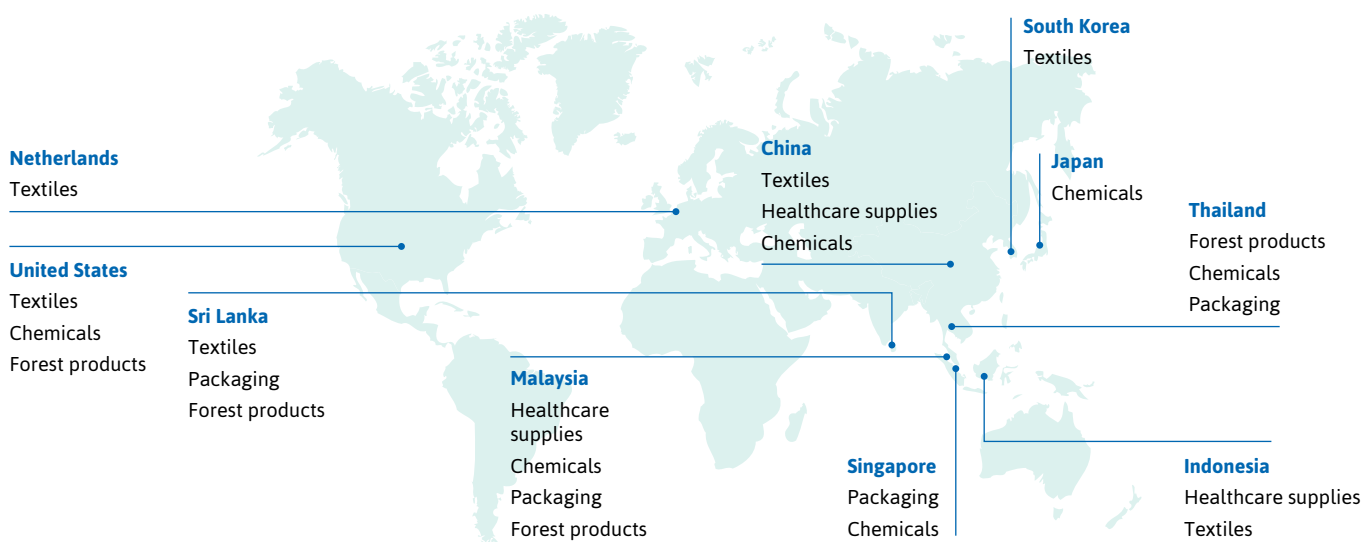 South Korea
Textiles
Netherlands
Textiles
China
Textiles
Healthcare supplies
Chemicals
Japan
Chemicals
Thailand
Forest products
Chemicals
Packaging
United States
Textiles
Chemicals
Forest products
Sri Lanka
Textiles
Packaging
Forest products
Malaysia
Healthcare
supplies
Chemicals
Packaging
Forest products
Singapore
Packaging
Chemicals
Indonesia
Healthcare supplies
Textiles